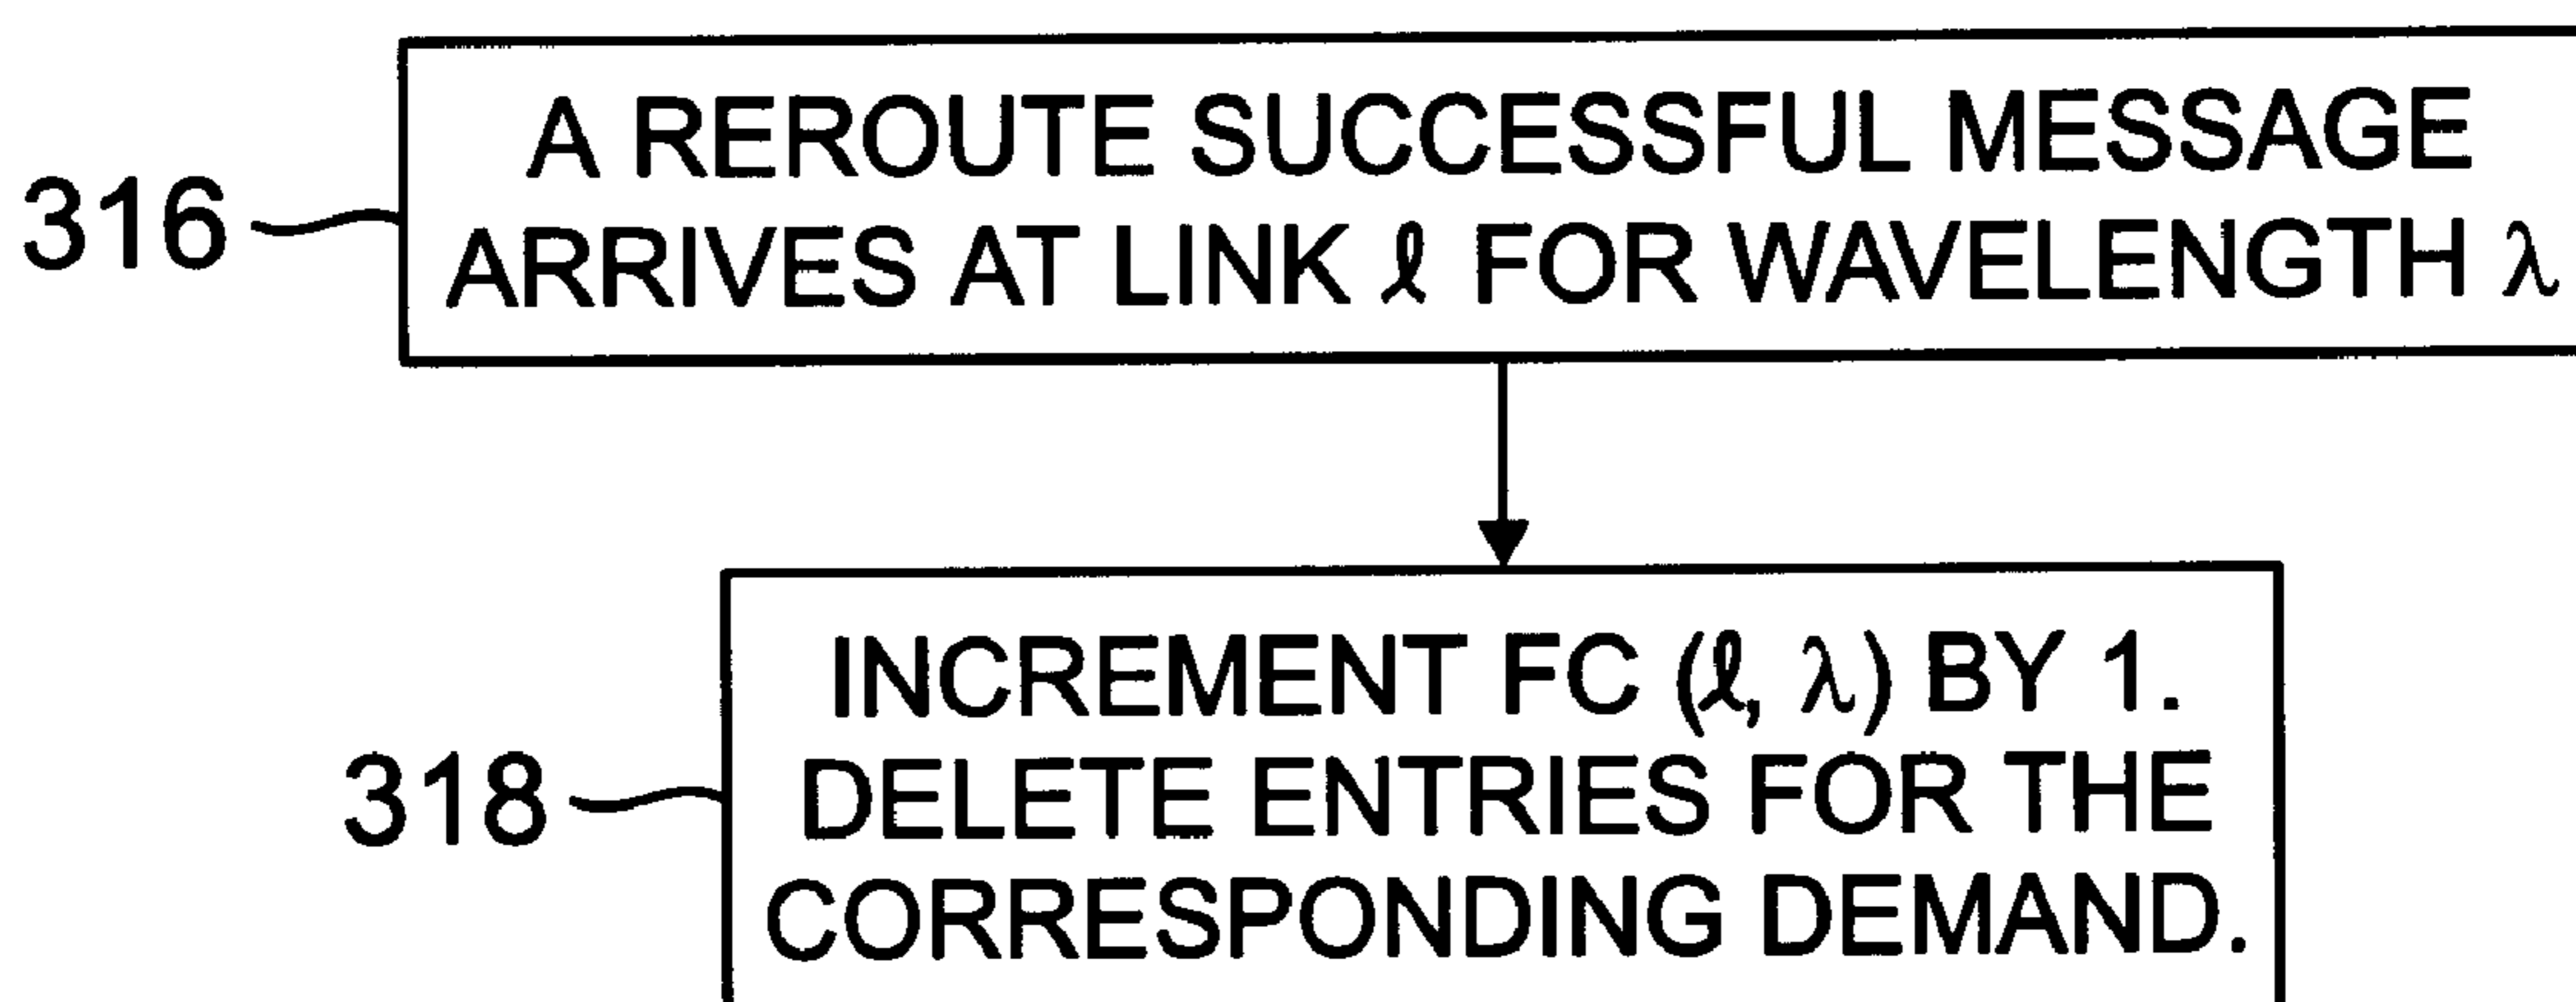 A REROUTE SUCCESSFUL MESSAGE
316
ARRIVES AT LINK ℓ FOR WAVELENGTH λ
INCREMENT FC (ℓ, λ) BY 1.
318
DELETE ENTRIES FOR THE
CORRESPONDING DEMAND.